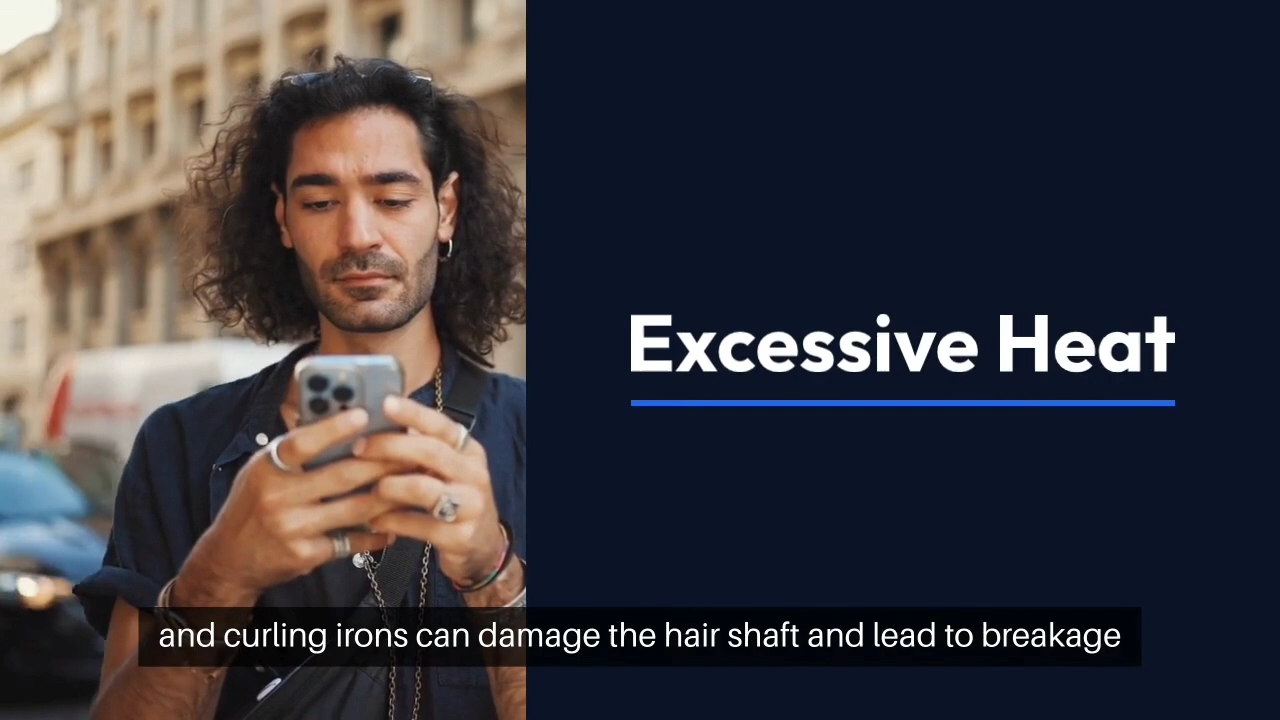 Excessive Heat
and curling irons can damage the hair shaft and lead to breakage